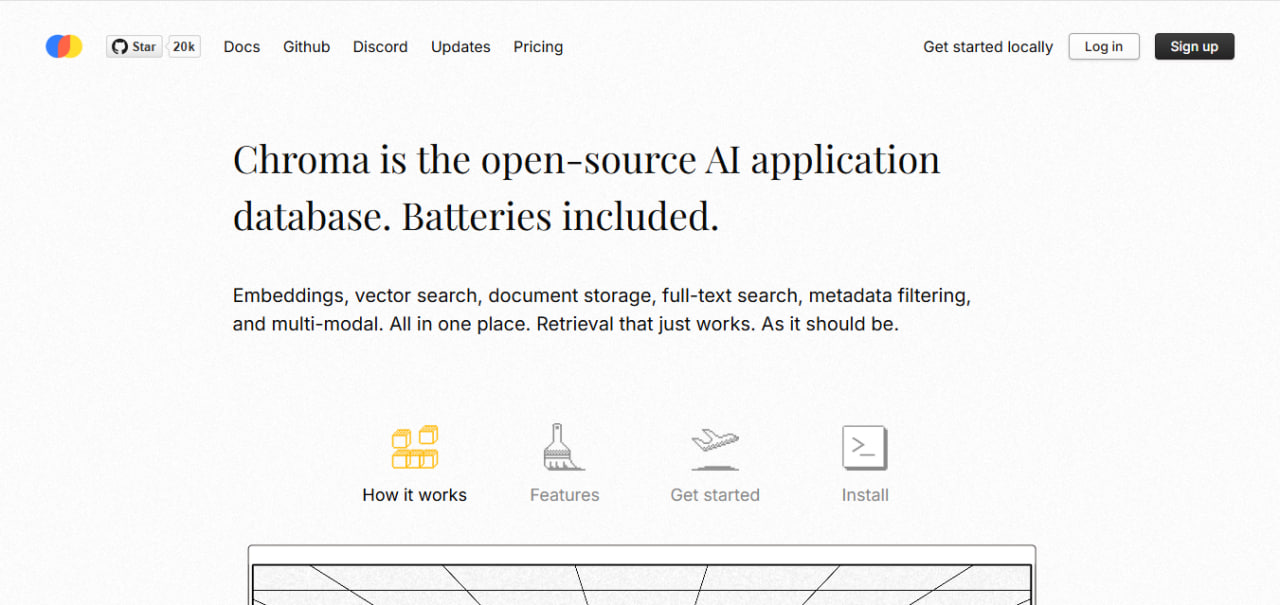 Star 20k Docs Github Discord Updates Pricing Get started locally Log in Sign up
Chroma is the open-source AI application
database. Batteries included.
Embeddings, vector search, document storage, full-text search, metadata filtering,
and multi-modal. All in one place. Retrieval that just works. As it should be.
How it works Features Get started Install